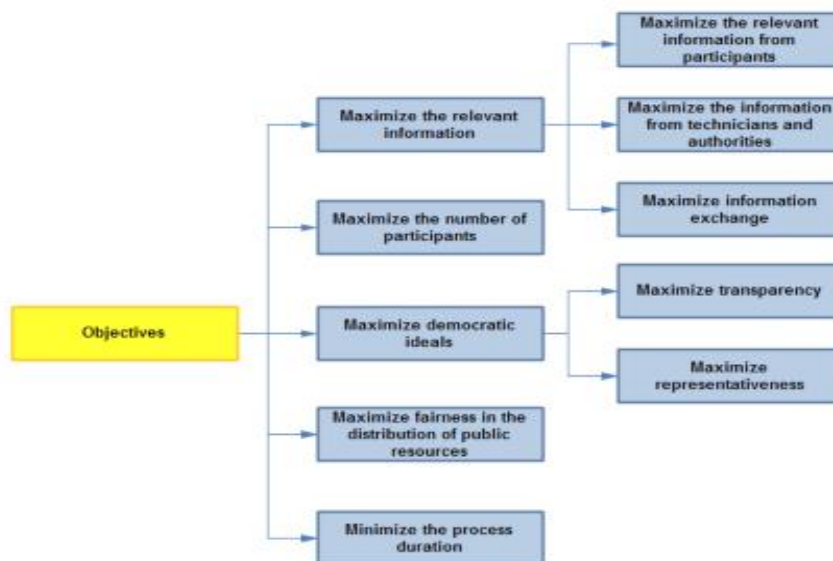 Objectives
Maximize the relevant
information
Maximize the number of
participants
Maximize democratic
ideals
Maximize fairness in the
distribution of public
resources
Minimize the process
duration
Maximize the relevant
information from
participants
Maximize the information
from technicians and
authorities
Maximize information
exchange
Maximize transparency
Maximize
representativeness